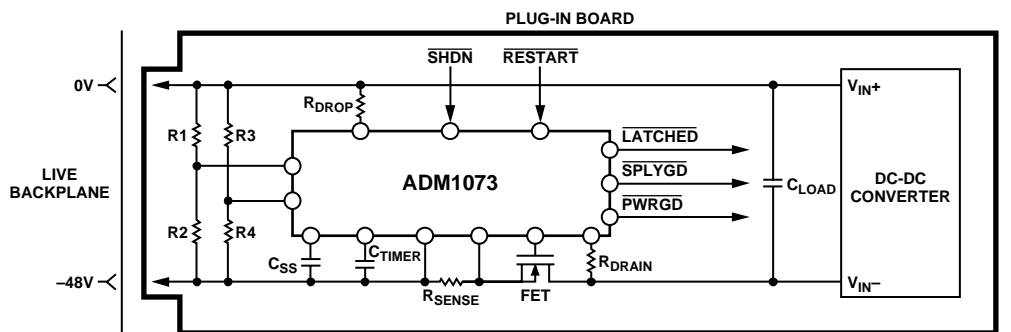 PLUG-IN BOARD
SHDN
RESTART
0V
RDROP
VIN+
R1
R3
LATCHED
LIVE
BACKPLANE
ADM1073
SPLYGD
CLOAD
DC-DC
CONVERTER
PWRGD
R2
R4
CSS
CTIMER
RDRAIN
–48V
RSENSE
FET
VIN–